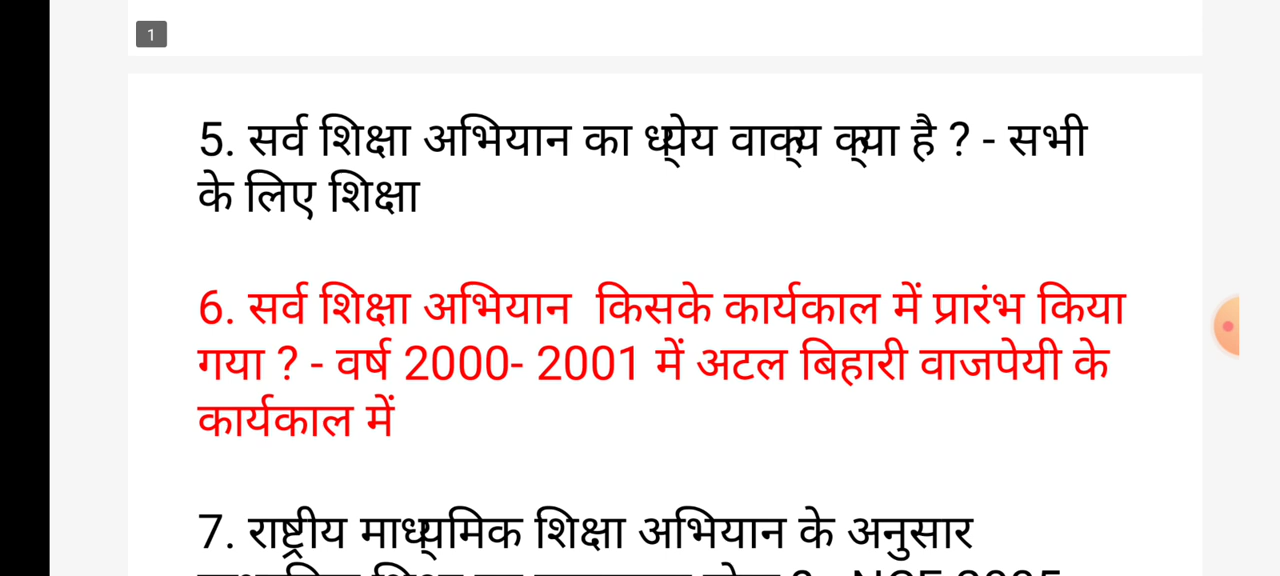 1
5. सर्व शिक्षा अभियान का ध्येय वाक्य क्या है ? - सभी
के लिए शिक्षा
6. सर्व शिक्षा अभियान किसके कार्यकाल में प्रारंभ किया
गया ? - वर्ष 2000- 2001 में अटल बिहारी वाजपेयी के
कार्यकाल में
7. राष्ट्रीय माध्यमिक शिक्षा अभियान के अनुसार